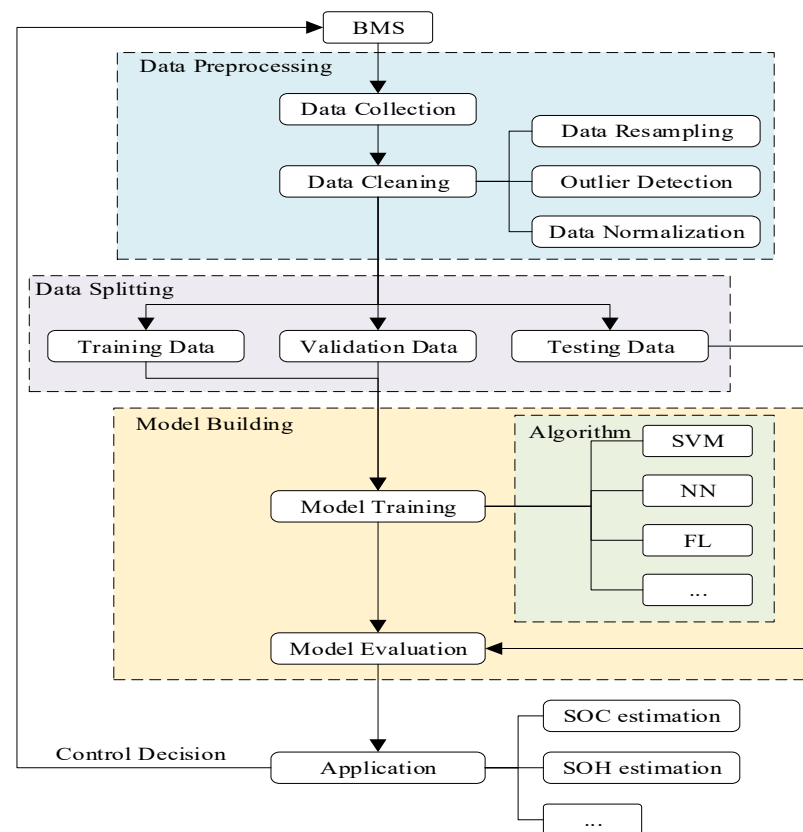 BMS
Data Preprocessing
Data Collection
Data Resampling
Data Cleaning
Outlier Detection
Data Normalization
Data Splitting
Training Data
Validation Data
Testing Data
Model Building
Algorithm
SVM
NN
Model Training
FL
...
Model Evaluation
SOC estimation
Control Decision
Application
SOH estimation
...